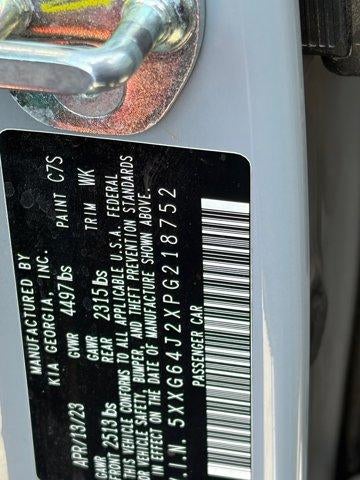 MANUFACTURED BY
KIA GEORGIA, INC. PAINT C7S
APR/13/23 GVWR 4497lbs TRIM WK
GAWR GAWR
FRONT 2513lbs REAR 2315lbs
THIS VEHICLE CONFORMS TO ALL APPLICABLE U.S.A. FEDERAL
MOTOR VEHICLE SAFETY, BUMPER, AND THEFT PREVENTION STANDARDS
IN EFFECT ON THE DATE OF MANUFACTURE SHOWN ABOVE.
V.I.N. 5XXG64J2XPG218752
PASSENGER CAR